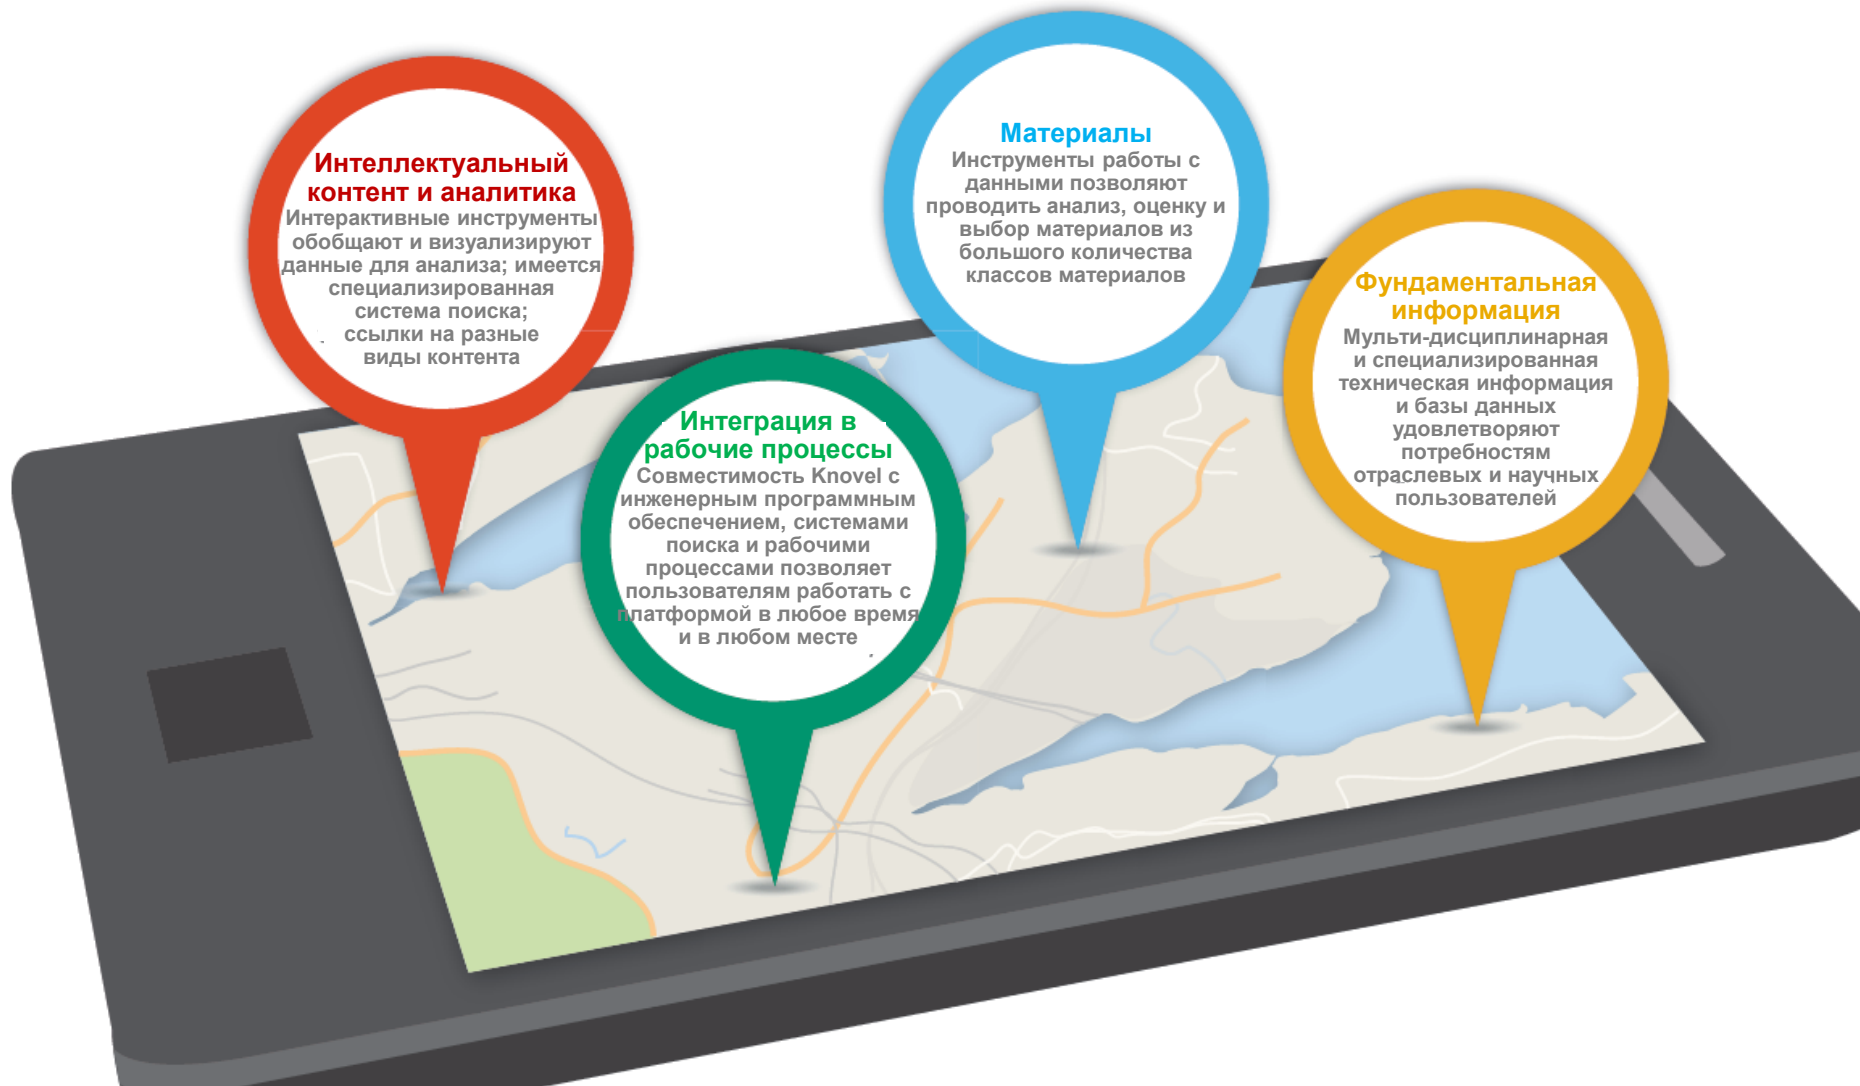 Интеллектуальный
контент и аналитика
Интерактивные инструменты
обобщают и визуализируют
данные для анализа; имеется
специализированная
система поиска;
ссылки на разные
виды контента
Интеграция в
рабочие процессы
Совместимость Knovel с
инженерным программным
обеспечением, системами
поиска и рабочими
процессами позволяет
пользователям работать с
платформой в любое время
и в любом месте
Материалы
Инструменты работы с
данными позволяют
проводить анализ, оценку и
выбор материалов из
большого количества
классов материалов
Фундаментальная
информация
Мульти-дисциплинарная
и специализированная
техническая информация
и базы данных
удовлетворяют
потребностям
отраслевых и научных
пользователей